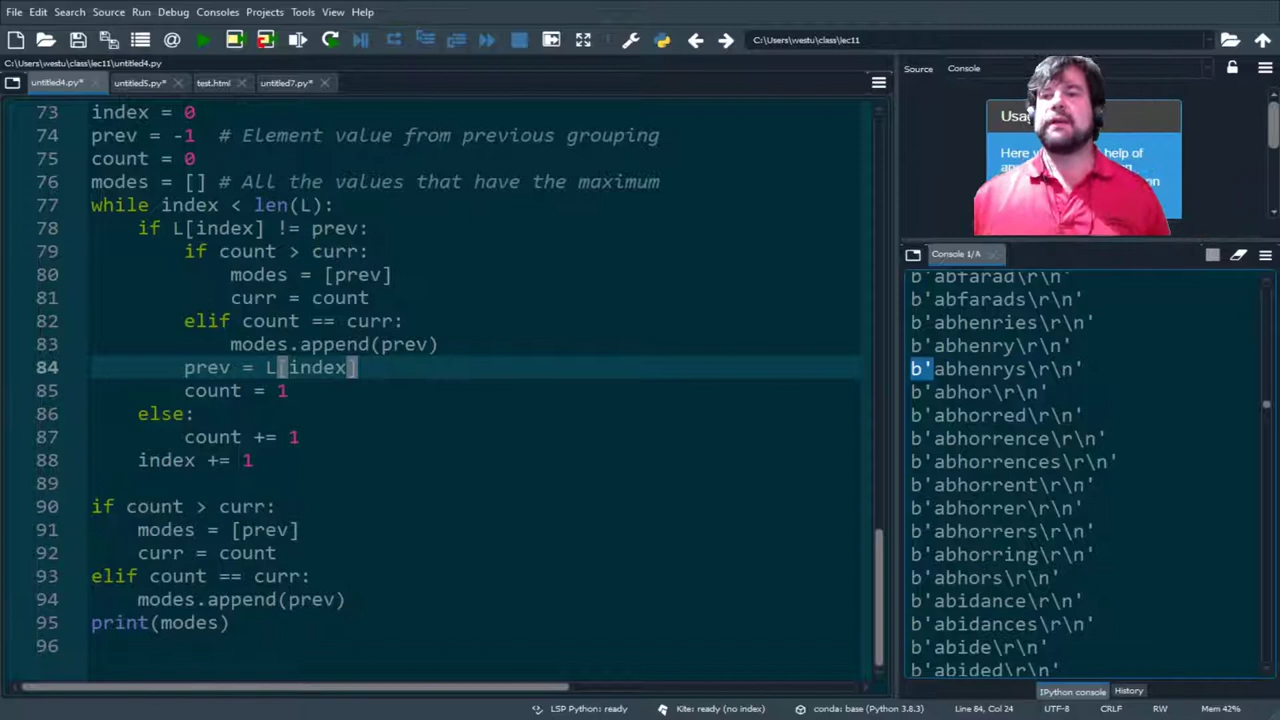 File Edit Search Source Run Debug Consoles Projects Tools View Help
C:\Users\westu\class\lec11
C:\Users\westu\class\lec11\untitled4.py
untitled4.py* untitled5.py* test.html untitled7.py*
73 index = 0
74 prev = -1 # Element value from previous grouping
75 count = 0
76 modes = [] # All the values that have the maximum
77 while index < len(L):
78 if L[index] != prev:
79 if count > curr:
80 modes = [prev]
81 curr = count
82 elif count == curr:
83 modes.append(prev)
84 prev = L[index]
85 count = 1
86 else:
87 count += 1
88 index += 1
89
90 if count > curr:
91 modes = [prev]
92 curr = count
93 elif count == curr:
94 modes.append(prev)
95 print(modes)
96
Source Console
Usag
Here y help of
an
Console 1/A
b'abfarad\r\n'
b'abfarads\r\n'
b'abhenries\r\n'
b'abhenry\r\n'
b'abhenrys\r\n'
b'abhor\r\n'
b'abhorred\r\n'
b'abhorrence\r\n'
b'abhorrences\r\n'
b'abhorrent\r\n'
b'abhorrer\r\n'
b'abhorrers\r\n'
b'abhorring\r\n'
b'abhors\r\n'
b'abidance\r\n'
b'abidances\r\n'
b'abide\r\n'
b'abided\r\n'
IPython console History
LSP Python: ready Kite: ready (no index) conda: base (Python 3.8.3) Line 84, Col 24 UTF-8 CRLF RW Mem 42%